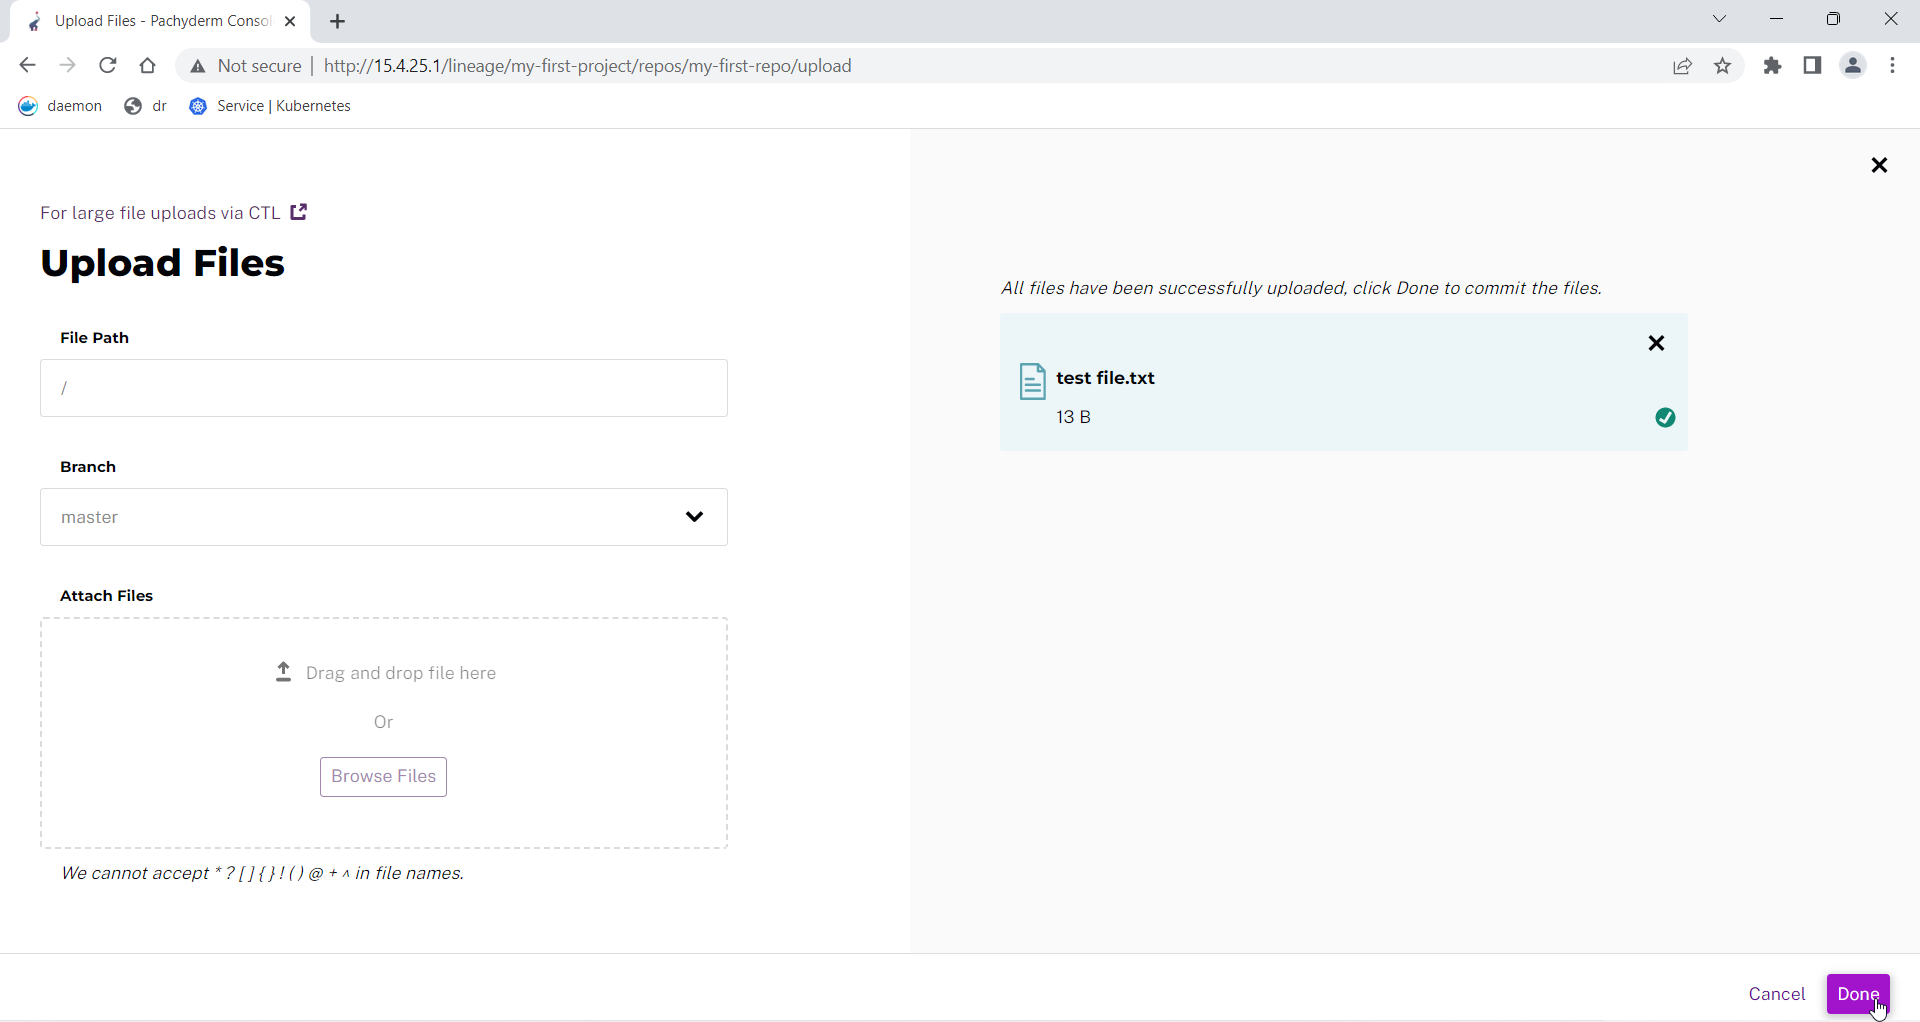 Upload Files - Pachyderm Consol
Not secure | http://15.4.25.1/lineage/my-first-project/repos/my-first-repo/upload
daemon dr Service | Kubernetes
For large file uploads via CTL
Upload Files
File Path
/
Branch
master
Attach Files
Drag and drop file here
Or
Browse Files
We cannot accept * ? [ ] { } ! ( ) @ + ^ in file names.
All files have been successfully uploaded, click Done to commit the files.
test file.txt
13 B
Cancel Done